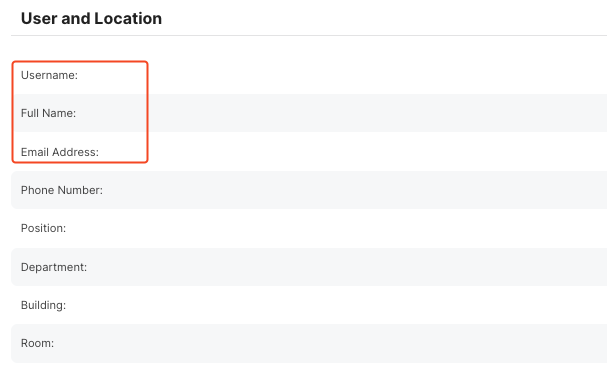 User and Location
Username:
Full Name:
Email Address:
Phone Number:
Position:
Department:
Building:
Room: